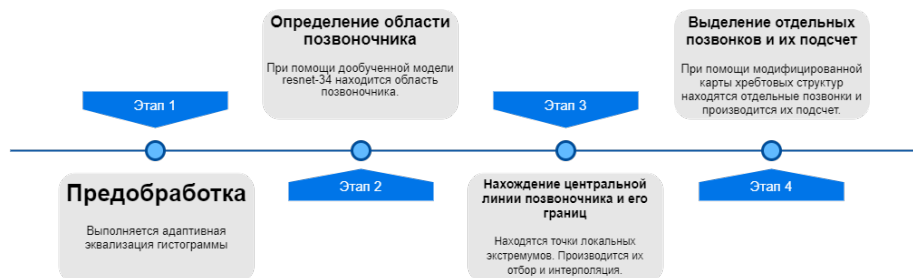 Этап 1
Предобработка
Выполняется адаптивная
эквализация гистограммы
Определение области
позвоночника
При помощи дообученной модели
resnet-34 находится область
позвоночника.
Этап 2
Этап 3
Нахождение центральной
линии позвоночника и его
границ
Находятся точки локальных
экстремумов. Производится их
отбор и интерполяция.
Выделение отдельных
позвонков и их подсчет
При помощи модифицированной
карты хребтовых структур
находятся отдельные позвонки и
производится их подсчет.
Этап 4